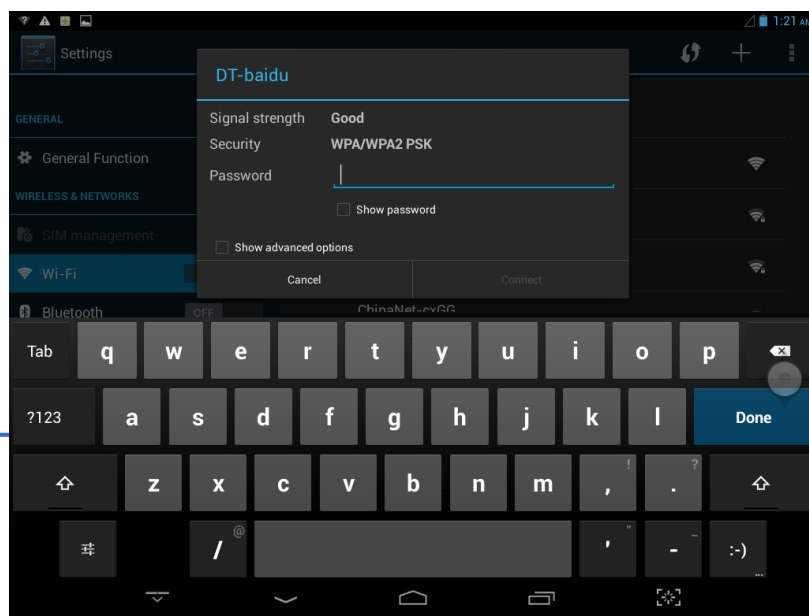 1:21 AM
Settings
DT-baidu
GENERAL
Signal strength Good
Security WPA/WPA2 PSK
General Function
Password
WIRELESS & NETWORKS
Show password
SIM management
Show advanced options
Wi-Fi
Cancel Connect
Bluetooth OFF
ChinaNet-cxGG
Tab q w e r t y u i o p
?123 a s d f g h j k l Done
z x c v b n m , ! . ?
/ @ ' " - _ :-) ...